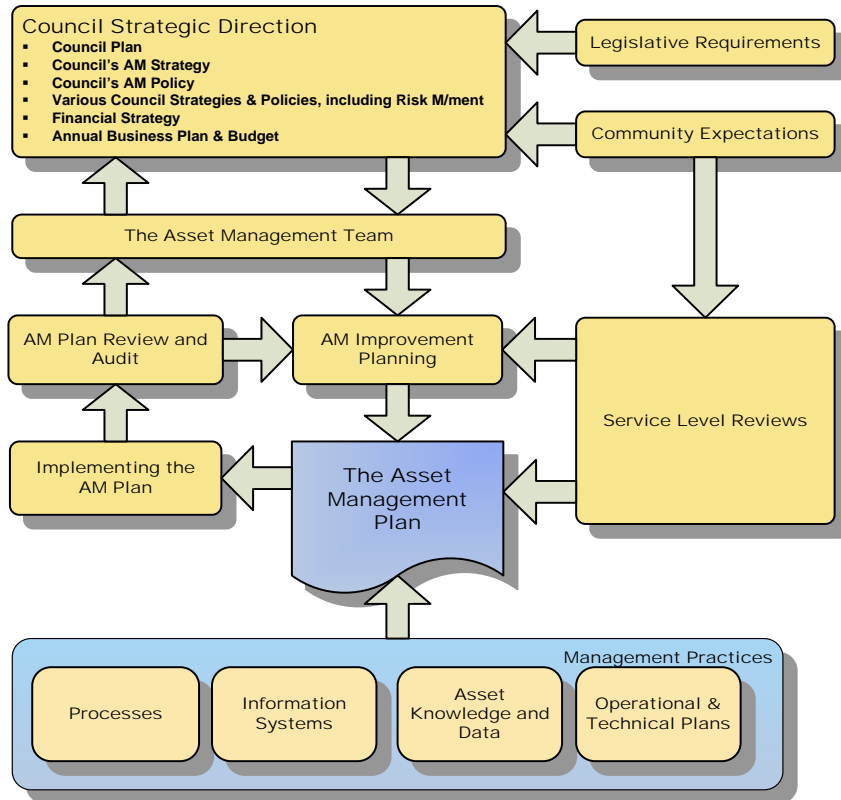 Council Strategic Direction
▪ Council Plan
▪ Council's AM Strategy
▪ Council's AM Policy
▪ Various Council Strategies & Policies, including Risk M/ment
▪ Financial Strategy
▪ Annual Business Plan & Budget
Legislative Requirements
Community Expectations
The Asset Management Team
AM Plan Review and
Audit
AM Improvement
Planning
Service Level Reviews
Implementing the
AM Plan
The Asset
Management
Plan
Management Practices
Processes
Information
Systems
Asset
Knowledge and
Data
Operational &
Technical Plans